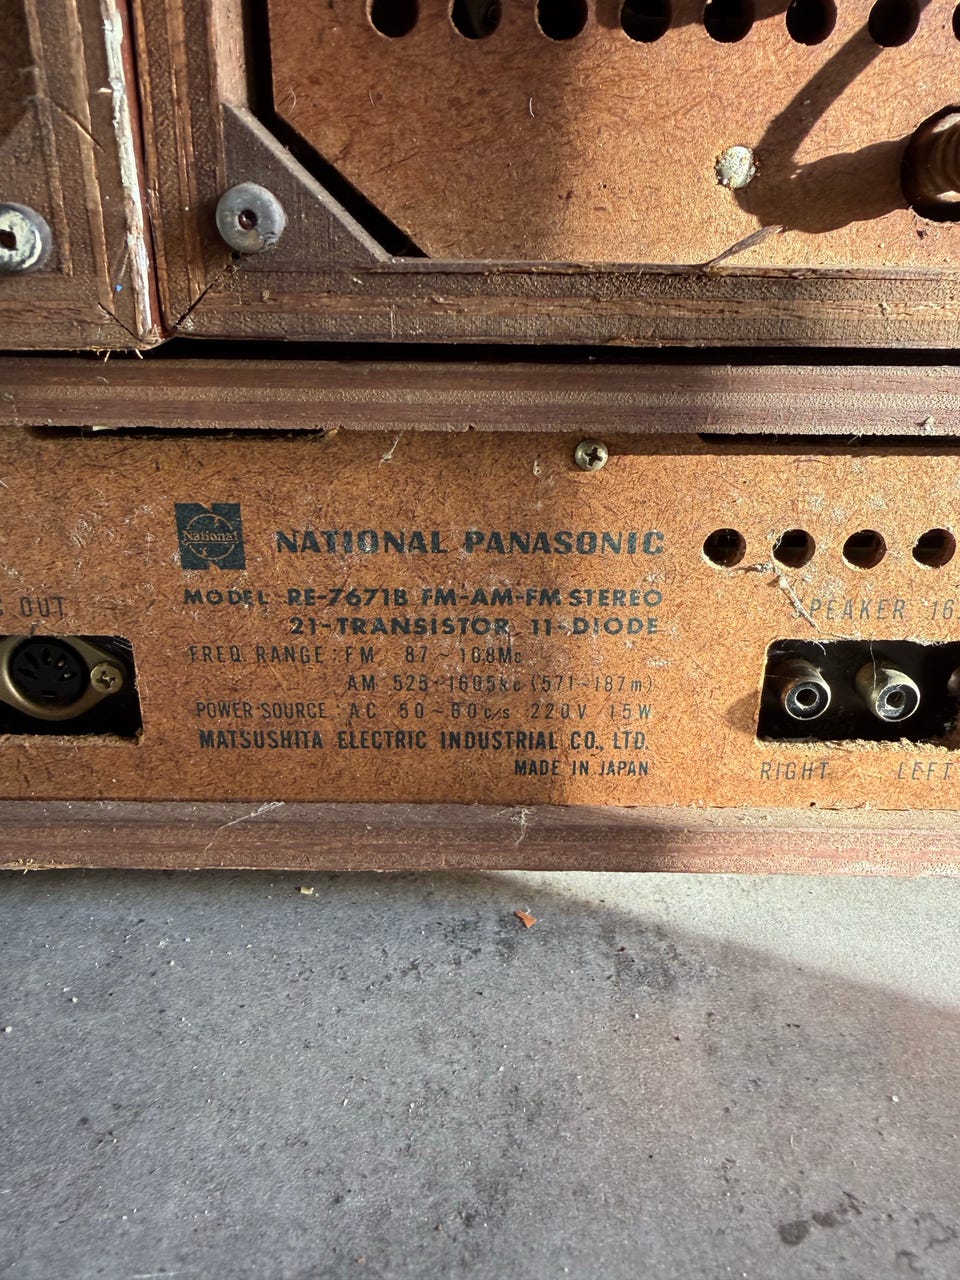 National
NATIONAL PANASONIC
MODEL RE-7671B FM-AM-FM STEREO
21-TRANSISTOR 11-DIODE
FREQ. RANGE: FM 87~108Mc
AM 525~1605kc (571~187m)
POWER SOURCE: AC 50~60c/s 220V 15W
MATSUSHITA ELECTRIC INDUSTRIAL CO., LTD.
MADE IN JAPAN
OUT
SPEAKER 16
RIGHT LEFT